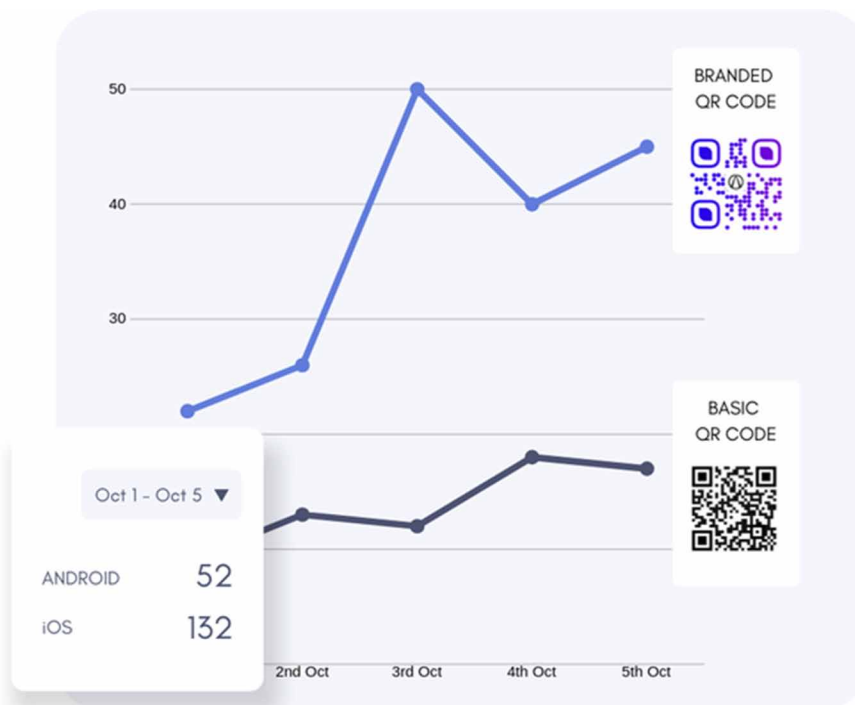 50
40
30
BRANDED
QR CODE
BASIC
QR CODE
Oct 1 - Oct 5 ▼
ANDROID 52
iOS 132
2nd Oct 3rd Oct 4th Oct 5th Oct